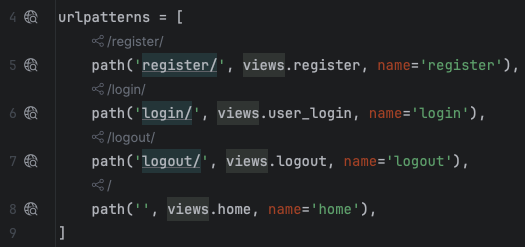 4 urlpatterns = [
/register/
5 path('register/', views.register, name='register'),
/login/
6 path('login/', views.user_login, name='login'),
/logout/
7 path('logout/', views.logout, name='logout'),
/
8 path('', views.home, name='home'),
9 ]